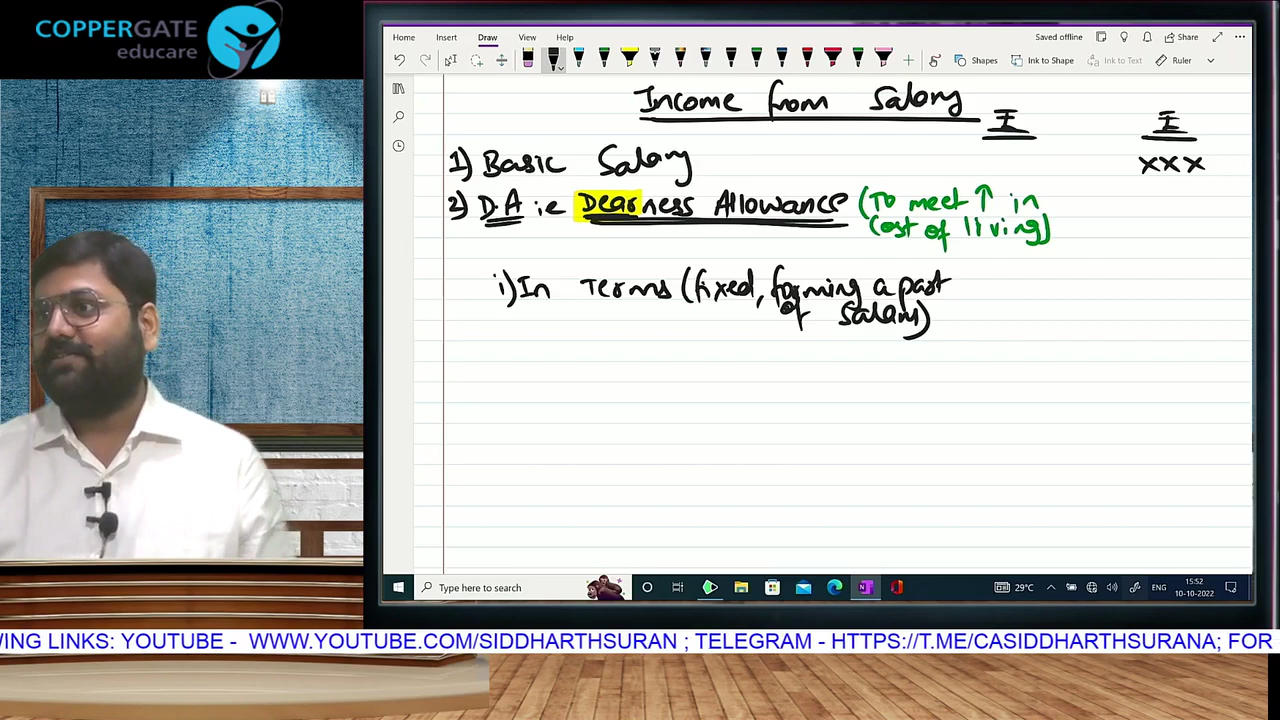 COPPERGATE
educare
Home Insert Draw View Help
Saved offline
Share
Shapes
Ink to Shape
Ink to Text
Ruler
Income from Salary
I I
1) Basic Salary XXX
2) D.A ie Dearness Allowance (To meet ↑ in
Cost of living)
i) In Terms (fixed, forming a part
of Salary)
Type here to search
29°C
ENG
15:52
10-10-2022
WING LINKS: YOUTUBE - WWW.YOUTUBE.COM/SIDDHARTHSURAN ; TELEGRAM - HTTPS://T.ME/CASIDDHARTHSURANA; FOR